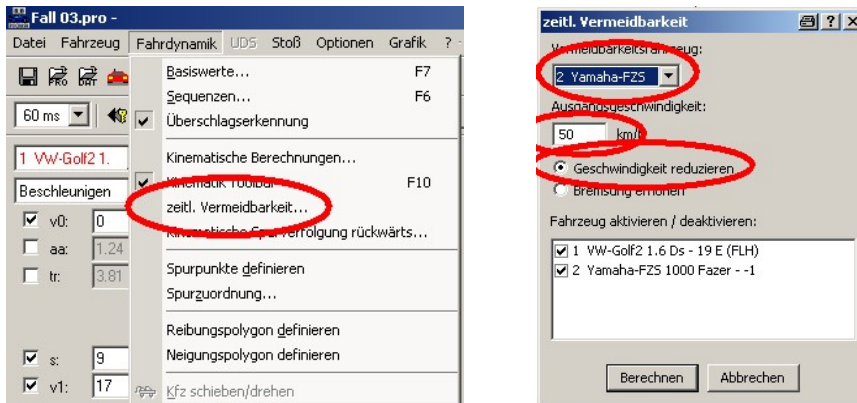 Fall 03.pro -
Datei Fahrzeug Fahrdynamik UDS Stoß Optionen Grafik ?
PRO DAT
60 ms
1 VW-Golf2 1.
Beschleunigen
v0: 0
aa: 1.24
tr: 3.81
s: 9
v1: 17
Basiswerte... F7
Sequenzen... F6
Überschlagserkennung
Kinematische Berechnungen...
Kinematik Toolbar F10
zeitl. Vermeidbarkeit...
Kinematische Spurverfolgung rückwärts...
Spurpunkte definieren
Spurzuordnung...
Reibungspolygon definieren
Neigungspolygon definieren
Kfz schieben/drehen
zeitl. Vermeidbarkeit
Vermeidbarkeitsfahrzeug:
2 Yamaha-FZS
Ausgangsgeschwindigkeit:
50 km/h
Geschwindigkeit reduzieren
Bremsung erhöhen
Fahrzeug aktivieren / deaktivieren:
1 VW-Golf2 1.6 Ds - 19 E (FLH)
2 Yamaha-FZS 1000 Fazer - -1
Berechnen Abbrechen